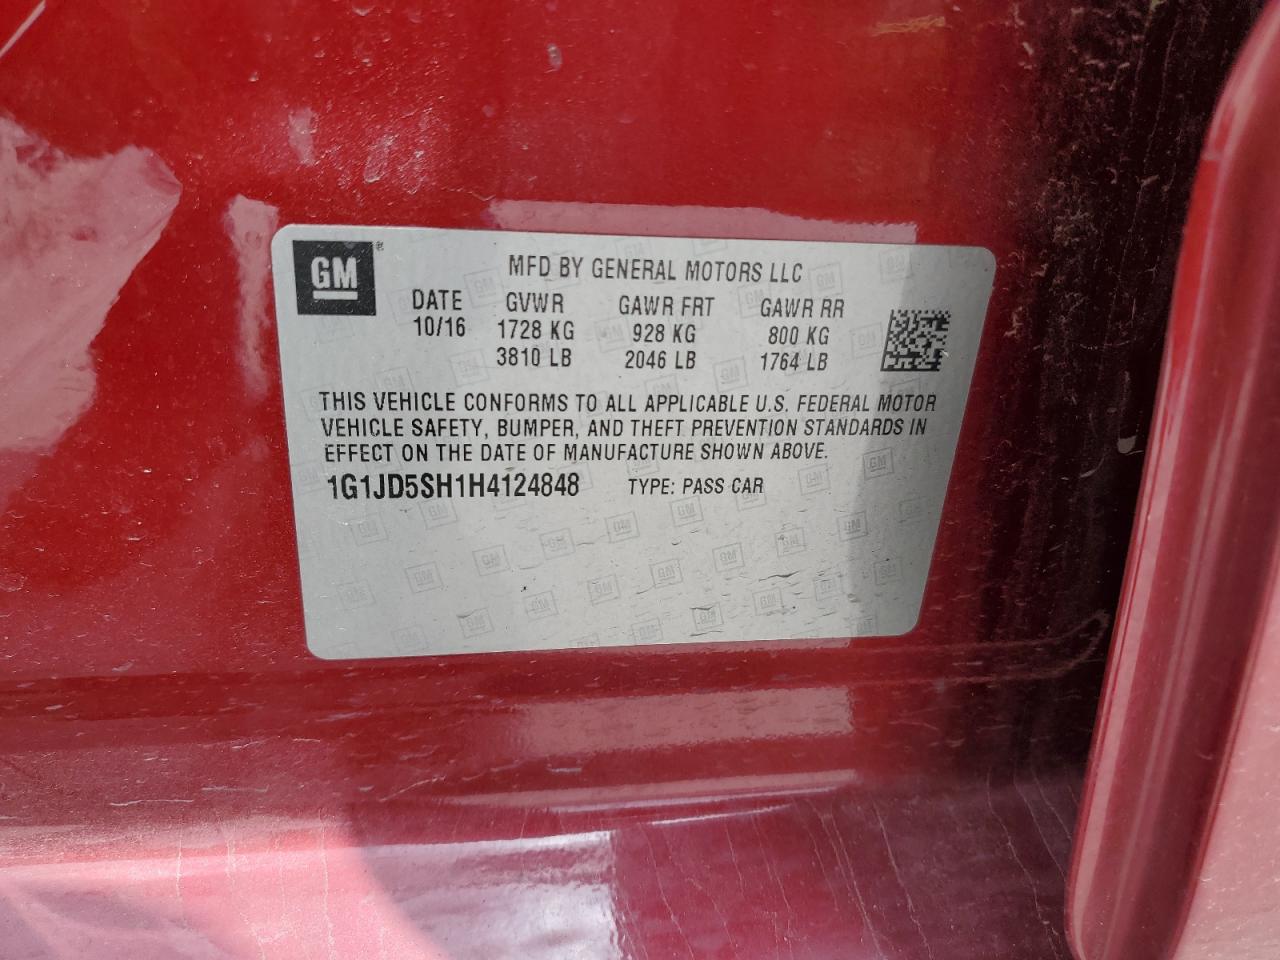 GM®
MFD BY GENERAL MOTORS LLC
DATE GVWR GAWR FRT GAWR RR
10/16 1728 KG 928 KG 800 KG
3810 LB 2046 LB 1764 LB
THIS VEHICLE CONFORMS TO ALL APPLICABLE U.S. FEDERAL MOTOR
VEHICLE SAFETY, BUMPER, AND THEFT PREVENTION STANDARDS IN
EFFECT ON THE DATE OF MANUFACTURE SHOWN ABOVE.
1G1JD5SH1H4124848 TYPE: PASS CAR